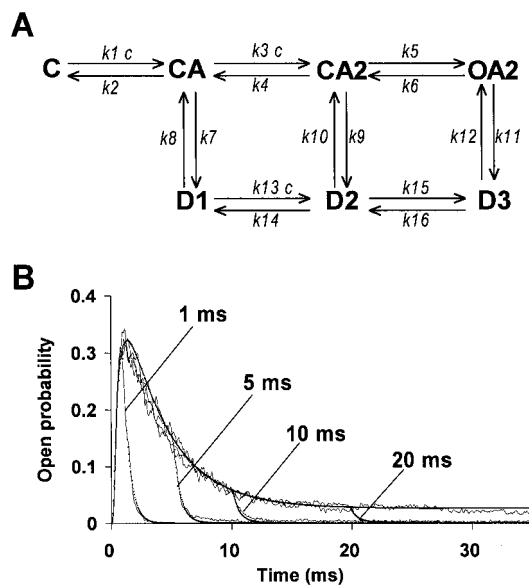 A
k1 c
k3 c
k5
C
CA
CA2
OA2
k2
k4
k6
k8
k7
k10
k9
k12
k11
k13 c
k15
D1
D2
D3
k14
k16
B
0.4
0.3
0.2
0.1
0
Open probability
1 ms
5 ms
10 ms
20 ms
0
10
20
30
Time (ms)